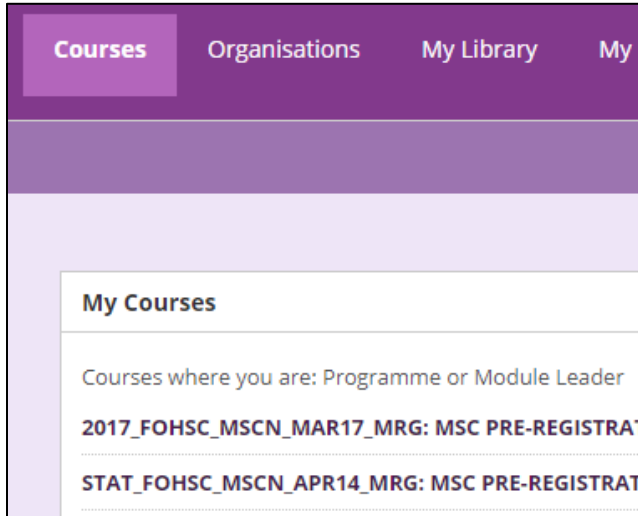 Courses Organisations My Library My
My Courses
Courses where you are: Programme or Module Leader
2017_FOHSC_MSCN_MAR17_MRG: MSC PRE-REGISTRAT
STAT_FOHSC_MSCN_APR14_MRG: MSC PRE-REGISTRAT